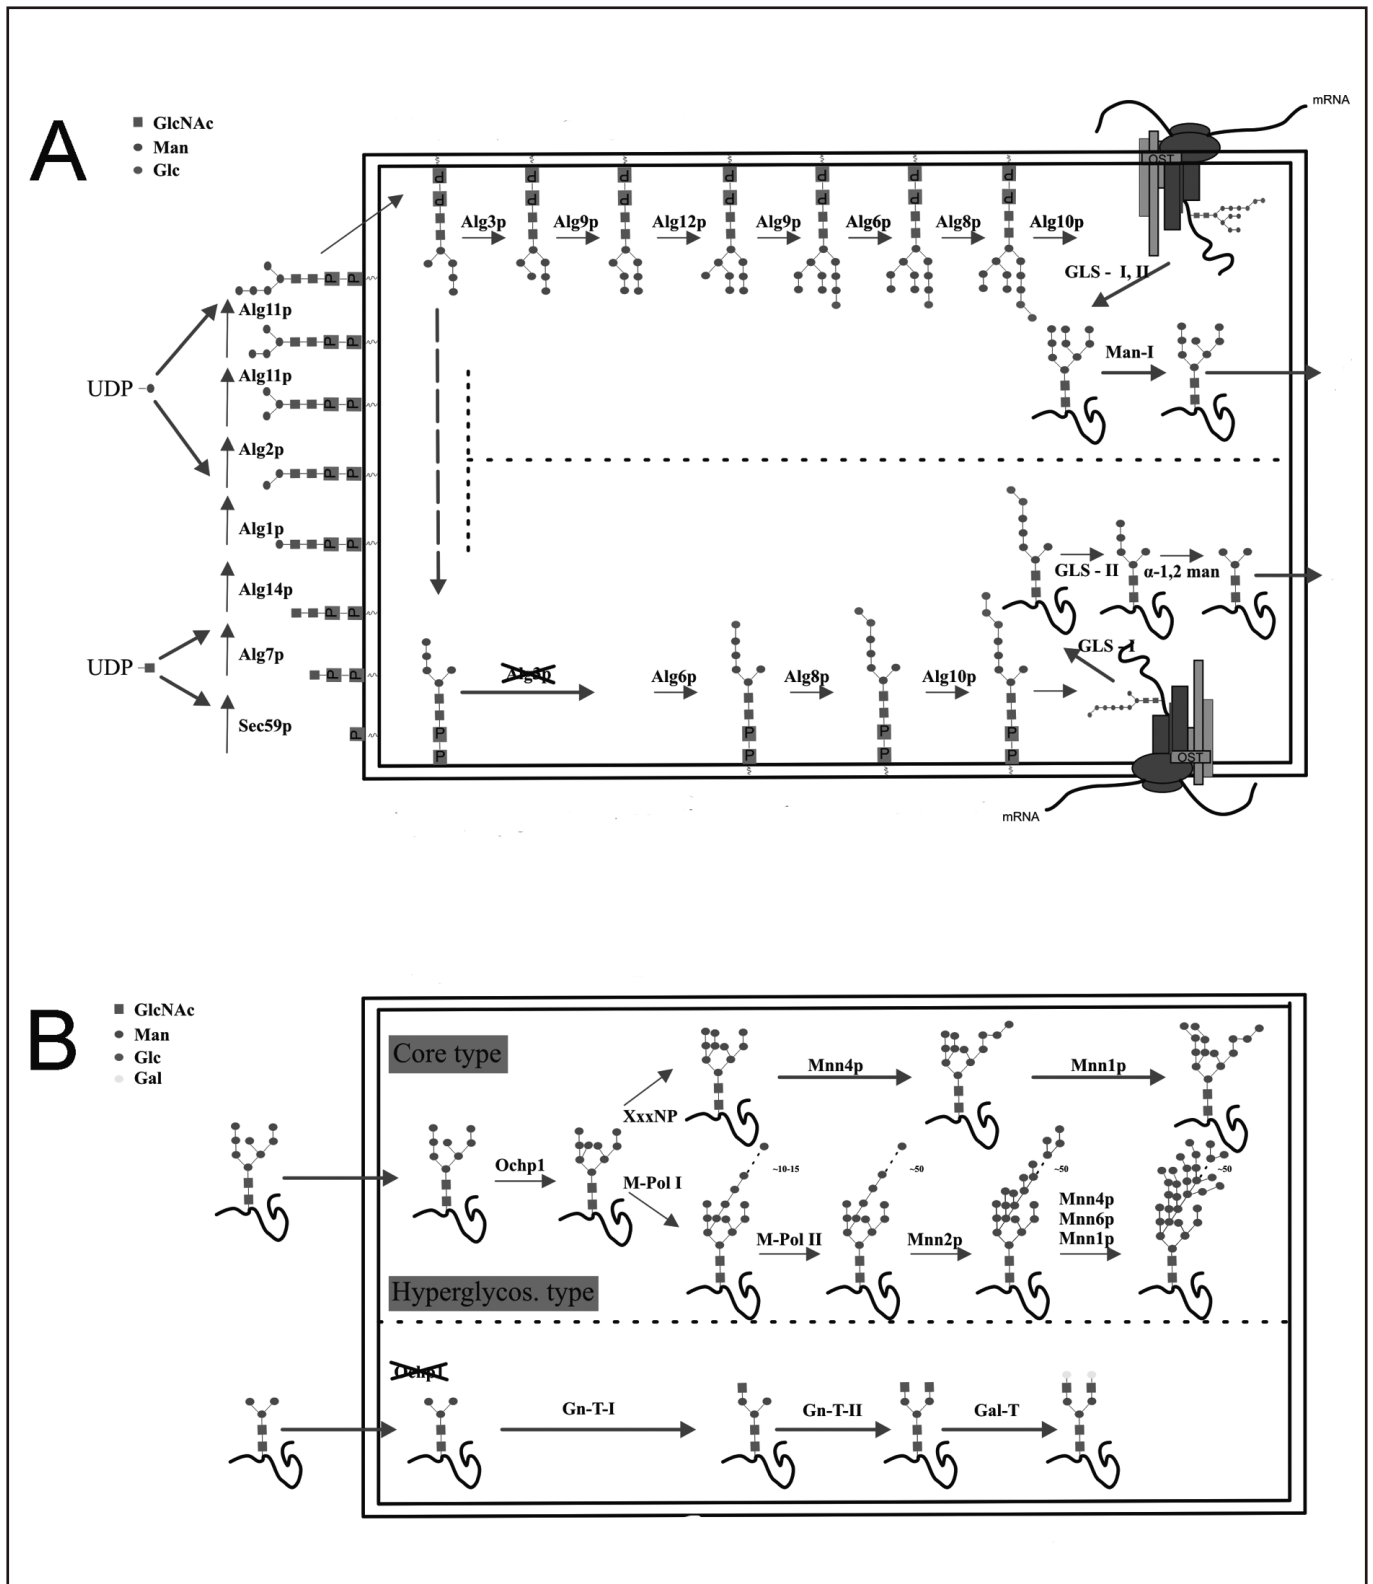 A
GlcNAc
Man
Glc
mRNA
OST
P P P P P P P
P P P P P P P
Alg3p Alg9p Alg12p Alg9p Alg6p Alg8p Alg10p
GLS - I, II
P P
Alg11p
P P
Man-I
Alg11p
UDP
P P
Alg2p
P P
Alg1p
P P
GLS - II α-1,2 man
Alg14p
P P
UDP
Alg7p
P P
GLS - I
Alg3p Alg6p Alg8p Alg10p
Sec59p
P
P P P P
P P P P
OST
mRNA
B
GlcNAc
Man
Glc
Gal
Core type
Mnn4p Mnn1p
XxxNP
Ochp1
M-Pol I
~10-15 ~50 ~50 ~50
Mnn4p
Mnn6p
M-Pol II Mnn2p Mnn1p
Hyperglycos. type
Ochp1
Gn-T-I Gn-T-II Gal-T